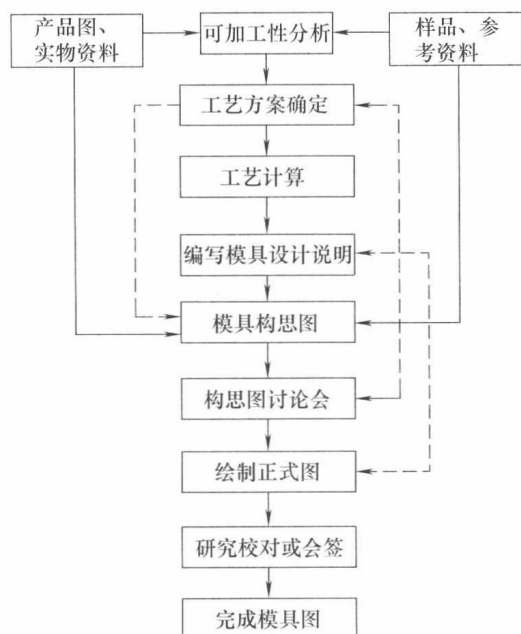 产品图、
实物资料
可加工性分析
样品、参
考资料
工艺方案确定
工艺计算
编写模具设计说明
模具构思图
构思图讨论会
绘制正式图
研究校对或会签
完成模具图